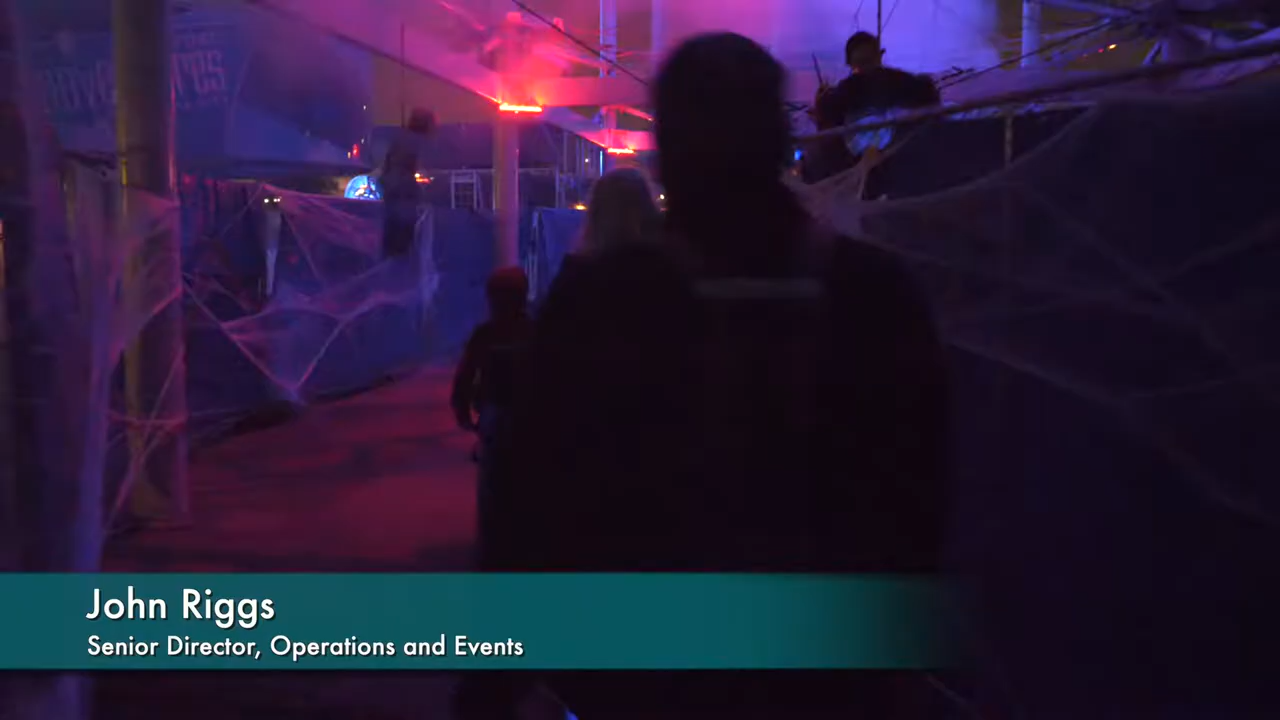 John Riggs
Senior Director, Operations and Events